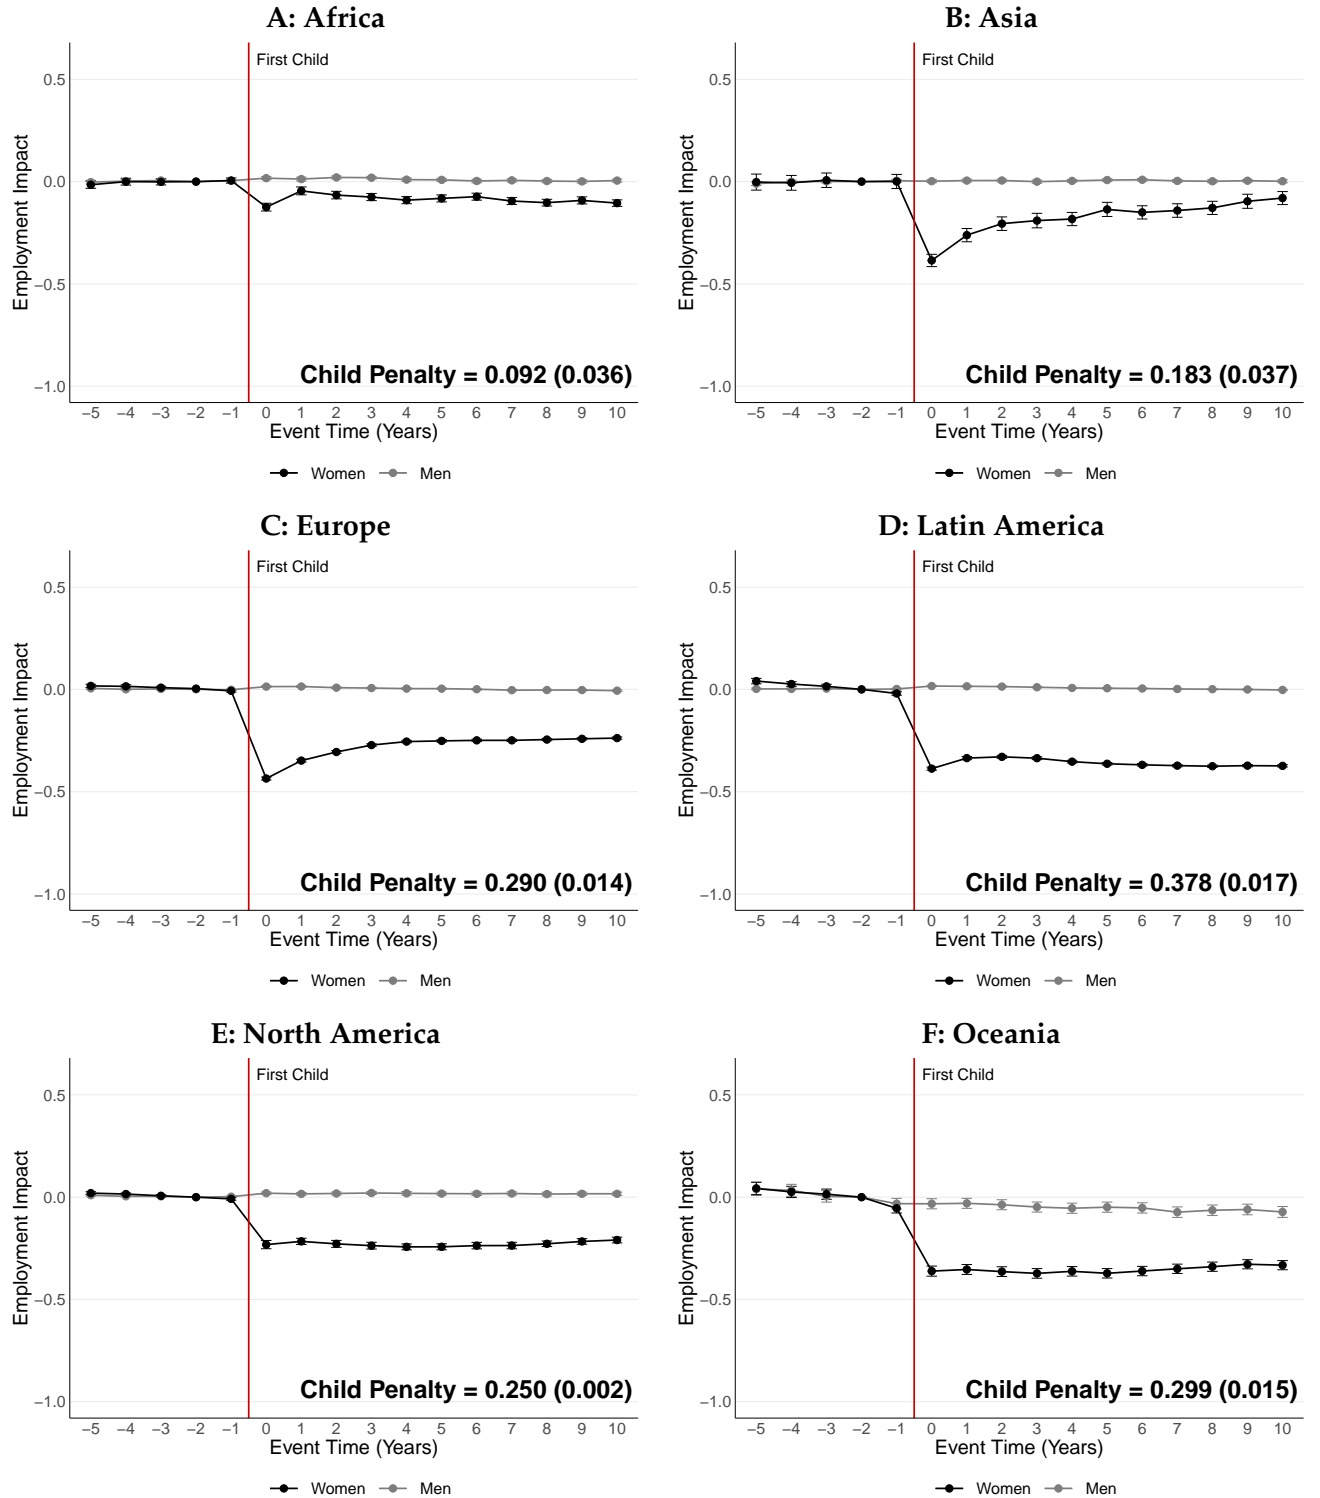 A: Africa
First Child
0.5
0.0
−0.5
−1.0
Employment Impact
Child Penalty = 0.092 (0.036)
−5 −4 −3 −2 −1 0 1 2 3 4 5 6 7 8 9 10
Event Time (Years)
Women Men
B: Asia
First Child
0.5
0.0
−0.5
−1.0
Employment Impact
Child Penalty = 0.183 (0.037)
−5 −4 −3 −2 −1 0 1 2 3 4 5 6 7 8 9 10
Event Time (Years)
Women Men
C: Europe
First Child
0.5
0.0
−0.5
−1.0
Employment Impact
Child Penalty = 0.290 (0.014)
−5 −4 −3 −2 −1 0 1 2 3 4 5 6 7 8 9 10
Event Time (Years)
Women Men
D: Latin America
First Child
0.5
0.0
−0.5
−1.0
Employment Impact
Child Penalty = 0.378 (0.017)
−5 −4 −3 −2 −1 0 1 2 3 4 5 6 7 8 9 10
Event Time (Years)
Women Men
E: North America
First Child
0.5
0.0
−0.5
−1.0
Employment Impact
Child Penalty = 0.250 (0.002)
−5 −4 −3 −2 −1 0 1 2 3 4 5 6 7 8 9 10
Event Time (Years)
Women Men
F: Oceania
First Child
0.5
0.0
−0.5
−1.0
Employment Impact
Child Penalty = 0.299 (0.015)
−5 −4 −3 −2 −1 0 1 2 3 4 5 6 7 8 9 10
Event Time (Years)
Women Men